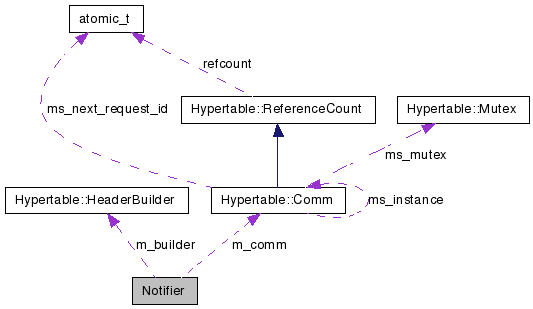 atomic_t
refcount
ms_next_request_id
Hypertable::ReferenceCount
Hypertable::Mutex
ms_mutex
Hypertable::HeaderBuilder
Hypertable::Comm
ms_instance
m_builder
m_comm
Notifier